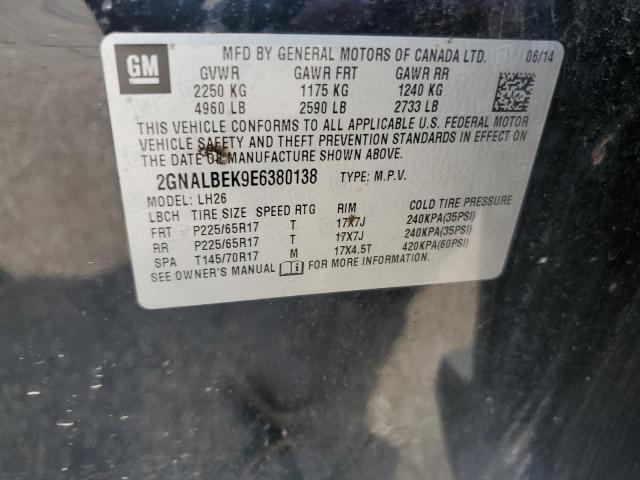 GM
MFD BY GENERAL MOTORS OF CANADA LTD. 06/14
GVWR GAWR FRT GAWR RR
2250 KG 1175 KG 1240 KG
4960 LB 2590 LB 2733 LB
THIS VEHICLE CONFORMS TO ALL APPLICABLE U.S. FEDERAL MOTOR
VEHICLE SAFETY AND THEFT PREVENTION STANDARDS IN EFFECT ON
THE DATE OF MANUFACTURE SHOWN ABOVE.
2GNALBEK9E6380138 TYPE: M.P.V.
MODEL: LH26
LBCH TIRE SIZE SPEED RTG RIM COLD TIRE PRESSURE
FRT P225/65R17 T 17X7J 240KPA(35PSI)
RR P225/65R17 T 17X7J 240KPA(35PSI)
SPA T145/70R17 M 17X4.5T 420KPA(60PSI)
SEE OWNER'S MANUAL FOR MORE INFORMATION.